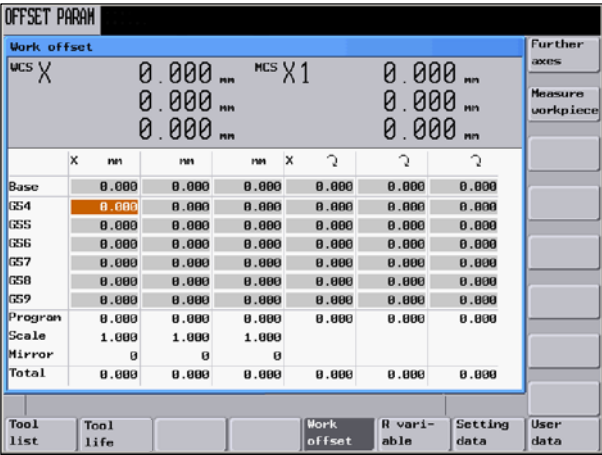 OFFSET PARAM
Work offset
Further axes
WCS X 0.000 mm MCS X1 0.000 mm
0.000 mm 0.000 mm
0.000 mm 0.000 mm
Measure workpiece
X mm mm mm X
Base 0.000 0.000 0.000 0.000 0.000 0.000
G54 0.000 0.000 0.000 0.000 0.000 0.000
G55 0.000 0.000 0.000 0.000 0.000 0.000
G56 0.000 0.000 0.000 0.000 0.000 0.000
G57 0.000 0.000 0.000 0.000 0.000 0.000
G58 0.000 0.000 0.000 0.000 0.000 0.000
G59 0.000 0.000 0.000 0.000 0.000 0.000
Program 0.000 0.000 0.000 0.000 0.000 0.000
Scale 1.000 1.000 1.000
Mirror 0 0 0
Total 0.000 0.000 0.000 0.000 0.000 0.000
Tool list
Tool life
Work offset
R vari-
able
Setting data
User data